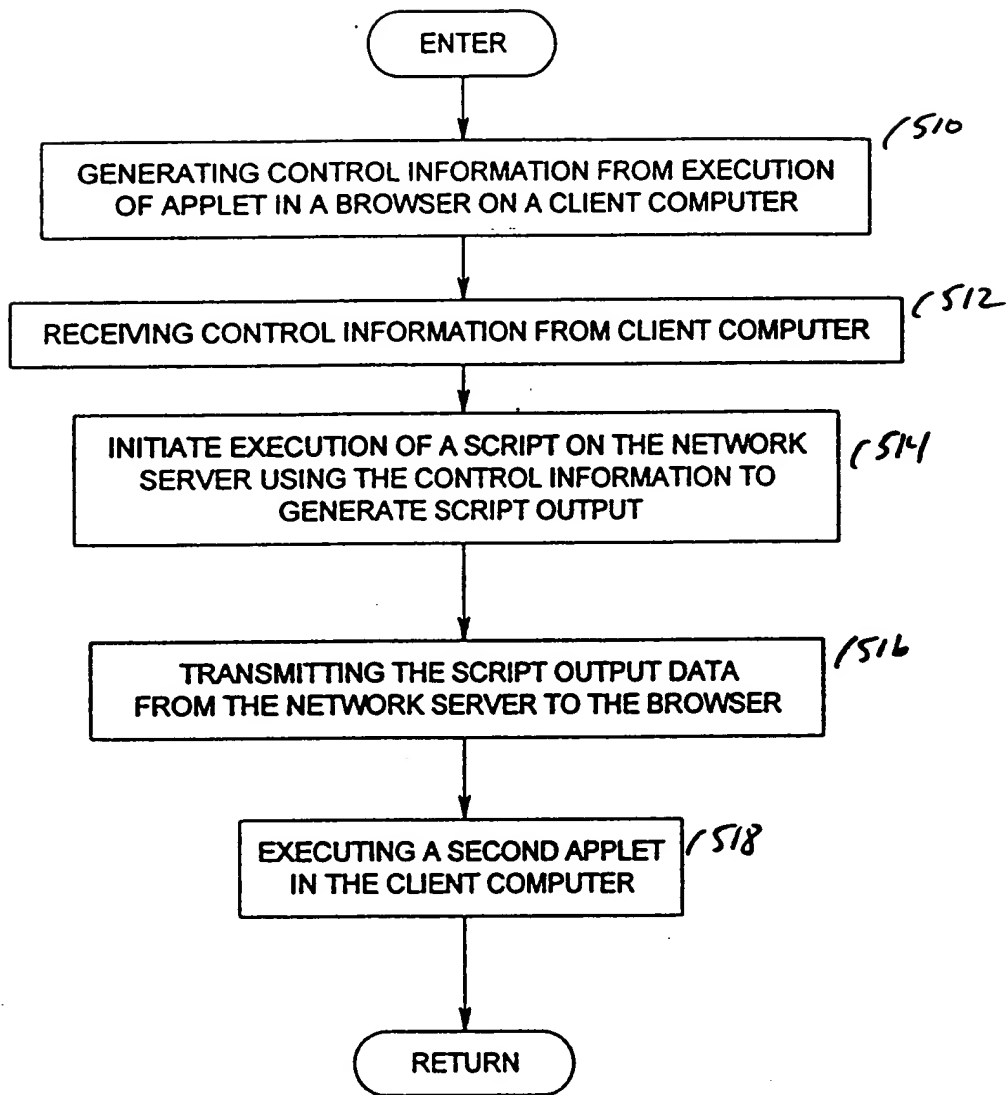 ENTER
510
GENERATING CONTROL INFORMATION FROM EXECUTION
OF APPLET IN A BROWSER ON A CLIENT COMPUTER
512
RECEIVING CONTROL INFORMATION FROM CLIENT COMPUTER
514
INITIATE EXECUTION OF A SCRIPT ON THE NETWORK
SERVER USING THE CONTROL INFORMATION TO
GENERATE SCRIPT OUTPUT
516
TRANSMITTING THE SCRIPT OUTPUT DATA
FROM THE NETWORK SERVER TO THE BROWSER
518
EXECUTING A SECOND APPLET
IN THE CLIENT COMPUTER
RETURN